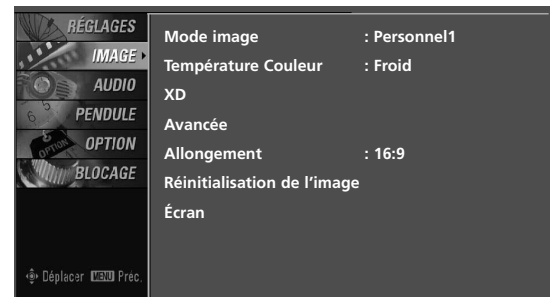 RÉGLAGES
IMAGE
AUDIO
PENDULE
OPTION
BLOCAGE
Mode image : Personnel1
Température Couleur : Froid
XD
Avancée
Allongement : 16:9
Réinitialisation de l'image
Écran
Déplacer MENU Préc.